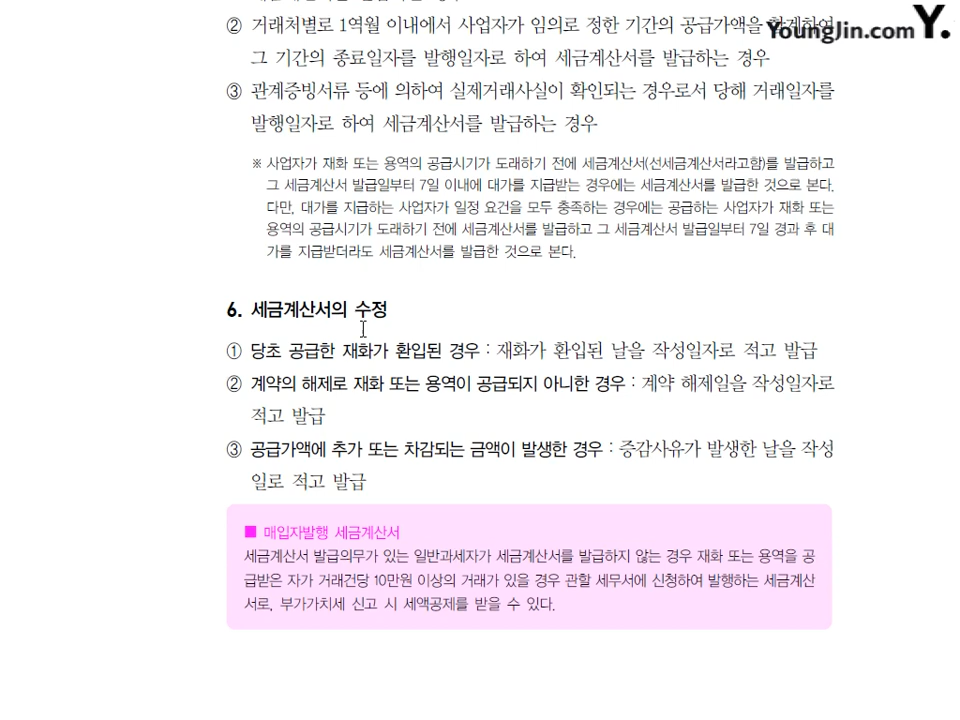 ② 거래처별로 1역월 이내에서 사업자가 임의로 정한 기간의 공급가액을 합계하여
YoungJin.com Y.
그 기간의 종료일자를 발행일자로 하여 세금계산서를 발급하는 경우
③ 관계증빙서류 등에 의하여 실제거래사실이 확인되는 경우로서 당해 거래일자를
발행일자로 하여 세금계산서를 발급하는 경우
※ 사업자가 재화 또는 용역의 공급시기가 도래하기 전에 세금계산서(선세금계산서라고함)를 발급하고
그 세금계산서 발급일부터 7일 이내에 대가를 지급받는 경우에는 세금계산서를 발급한 것으로 본다.
다만, 대가를 지급하는 사업자가 일정 요건을 모두 충족하는 경우에는 공급하는 사업자가 재화 또는
용역의 공급시기가 도래하기 전에 세금계산서를 발급하고 그 세금계산서 발급일부터 7일 경과 후 대
가를 지급받더라도 세금계산서를 발급한 것으로 본다.
6. 세금계산서의 수정
① 당초 공급한 재화가 환입된 경우 : 재화가 환입된 날을 작성일자로 적고 발급
② 계약의 해제로 재화 또는 용역이 공급되지 아니한 경우 : 계약 해제일을 작성일자로
적고 발급
③ 공급가액에 추가 또는 차감되는 금액이 발생한 경우 : 증감사유가 발생한 날을 작성
일로 적고 발급
■ 매입자발행 세금계산서
세금계산서 발급의무가 있는 일반과세자가 세금계산서를 발급하지 않는 경우 재화 또는 용역을 공
급받은 자가 거래건당 10만원 이상의 거래가 있을 경우 관할 세무서에 신청하여 발행하는 세금계산
서로, 부가가치세 신고 시 세액공제를 받을 수 있다.